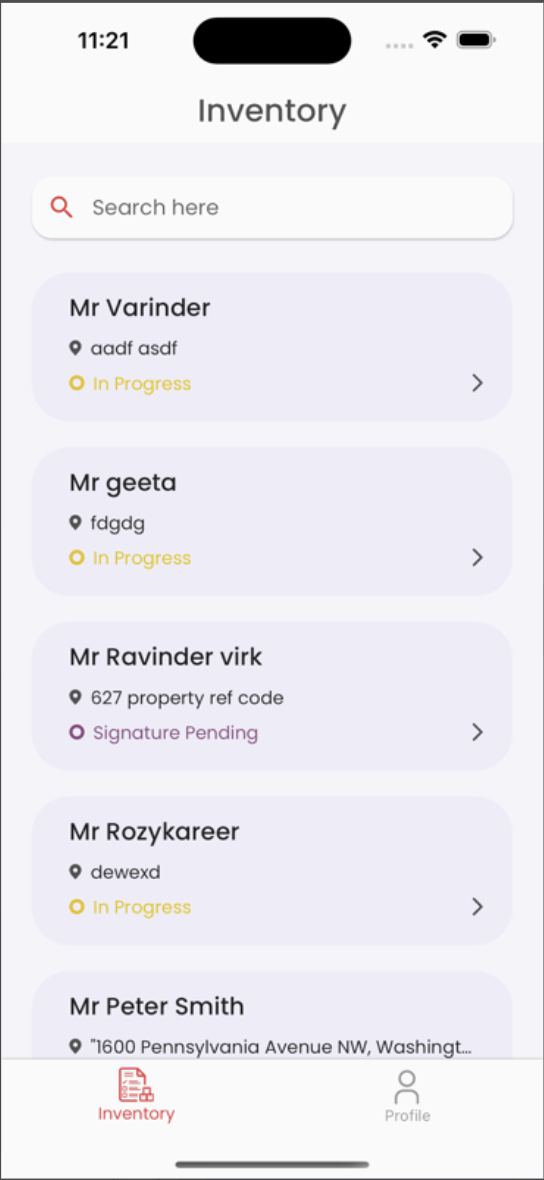 11:21
Inventory
Search here
Mr Varinder
aadf asdf
In Progress
Mr geeta
fdgdg
In Progress
Mr Ravinder virk
627 property ref code
Signature Pending
Mr Rozykareer
dewexd
In Progress
Mr Peter Smith
"1600 Pennsylvania Avenue NW, Washingt...
Inventory
Profile